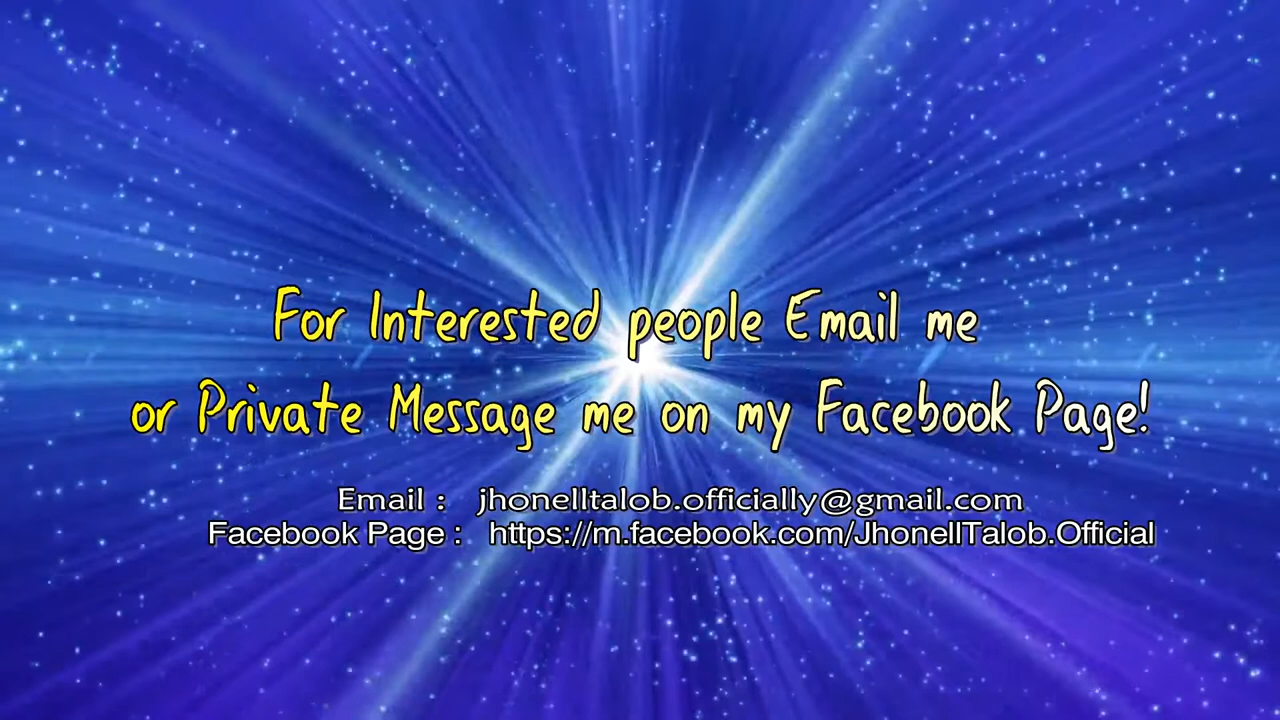 For Interested people Email me
or Private Message me on my Facebook Page!
Email : jhonelltalob.officially@gmail.com
Facebook Page : https://m.facebook.com/JhonellTalob.Official